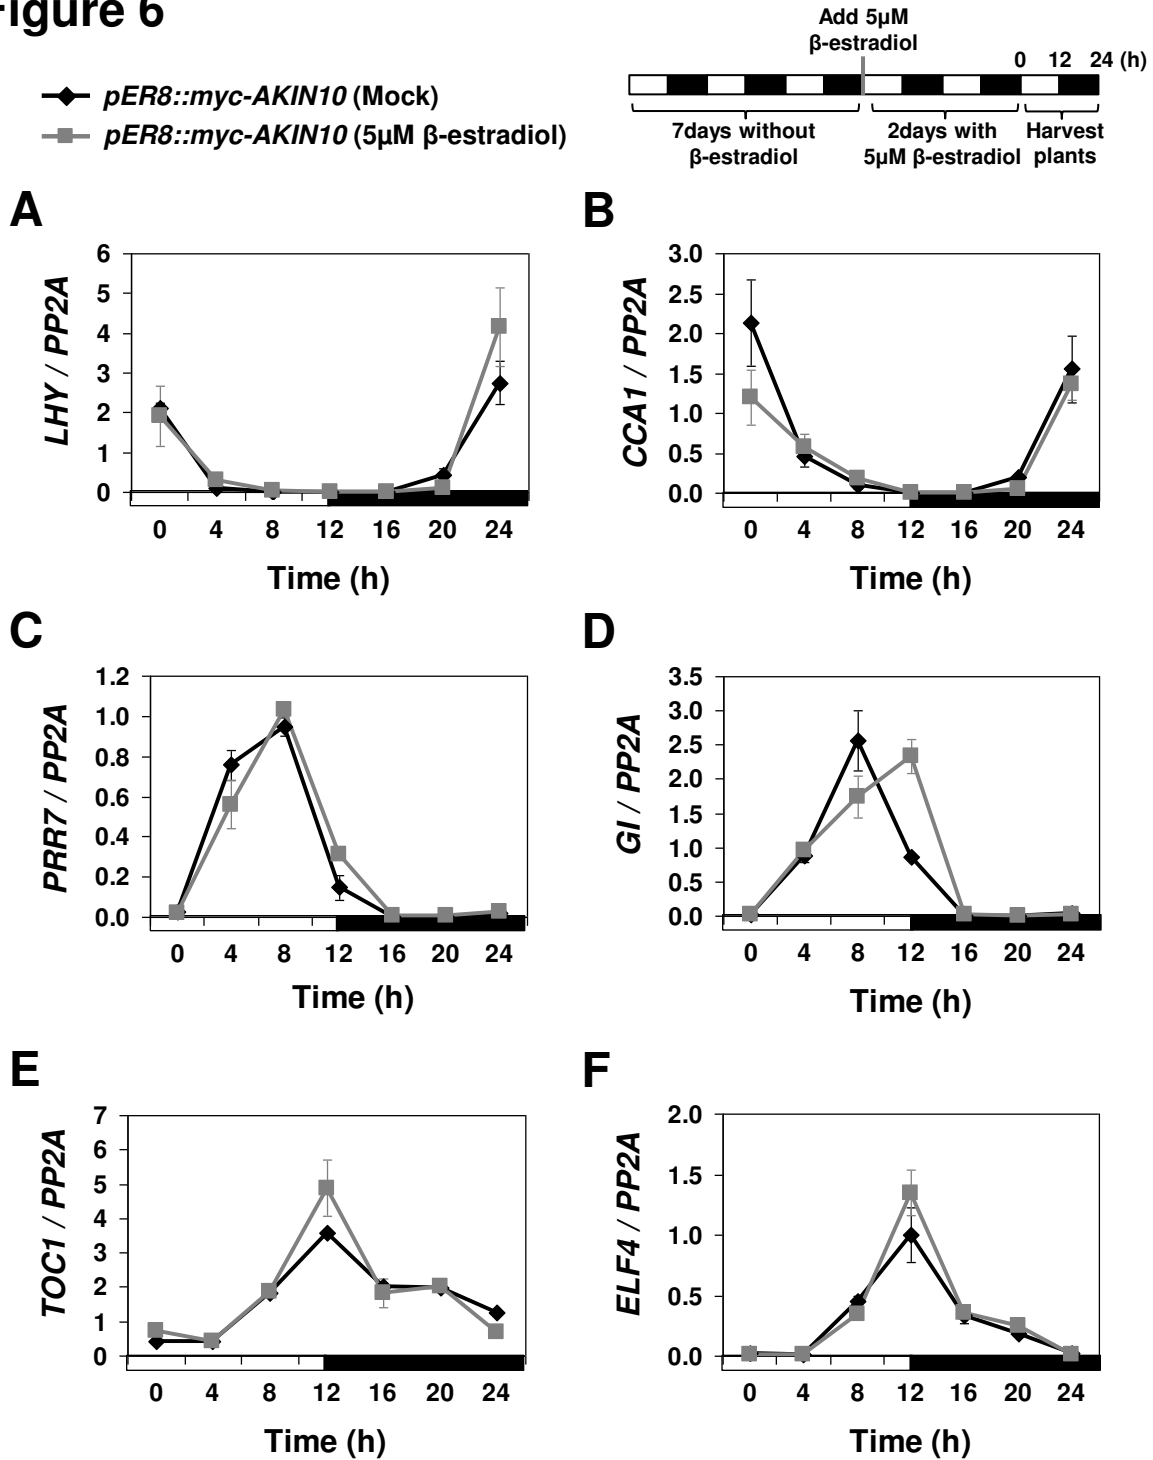 Figure 6
pER8::myc-AKIN10 (Mock)
pER8::myc-AKIN10 (5µM β-estradiol)
Add 5µM
β-estradiol
0 12 24 (h)
7days without
β-estradiol
2days with
5µM β-estradiol
Harvest
plants
A
LHY / PP2A
6
5
4
3
2
1
0
0 4 8 12 16 20 24
Time (h)
B
CCA1 / PP2A
3.0
2.5
2.0
1.5
1.0
0.5
0.0
0 4 8 12 16 20 24
Time (h)
C
PRR7 / PP2A
1.2
1.0
0.8
0.6
0.4
0.2
0.0
0 4 8 12 16 20 24
Time (h)
D
GI / PP2A
3.5
3.0
2.5
2.0
1.5
1.0
0.5
0.0
0 4 8 12 16 20 24
Time (h)
E
TOC1 / PP2A
7
6
5
4
3
2
1
0
0 4 8 12 16 20 24
Time (h)
F
ELF4 / PP2A
2.0
1.5
1.0
0.5
0.0
0 4 8 12 16 20 24
Time (h)